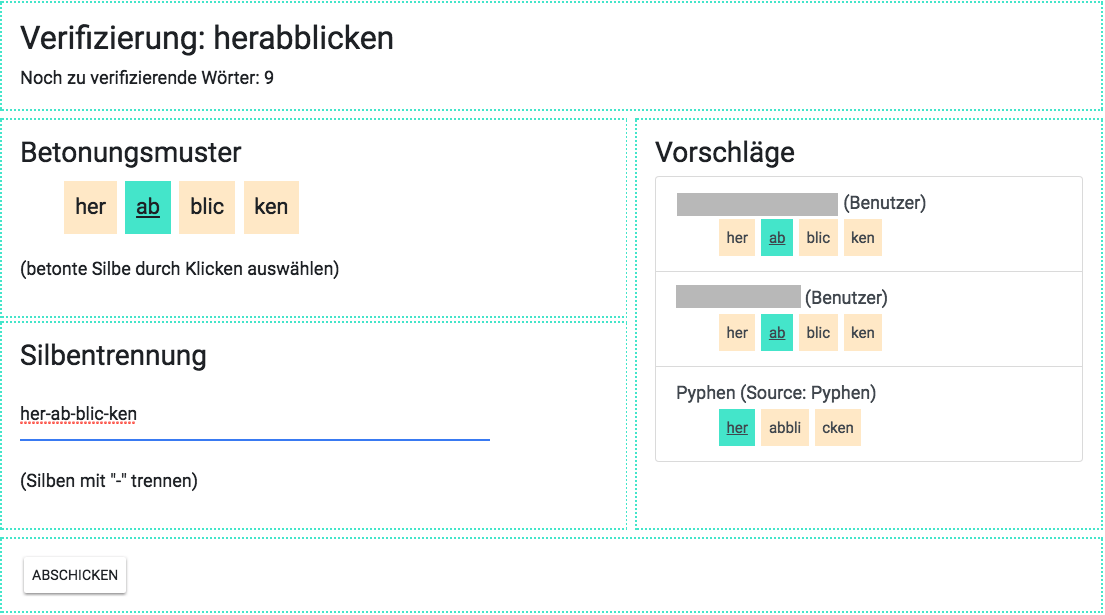 Verifizierung: herabblicken
Noch zu verifizierende Wörter: 9
Betonungsmuster
her ab blic ken
(betonte Silbe durch Klicken auswählen)
Silbentrennung
her-ab-blic-ken
(Silben mit "-" trennen)
Vorschläge
(Benutzer)
her ab blic ken
(Benutzer)
her ab blic ken
Pyphen (Source: Pyphen)
her abbli cken
ABSCHICKEN